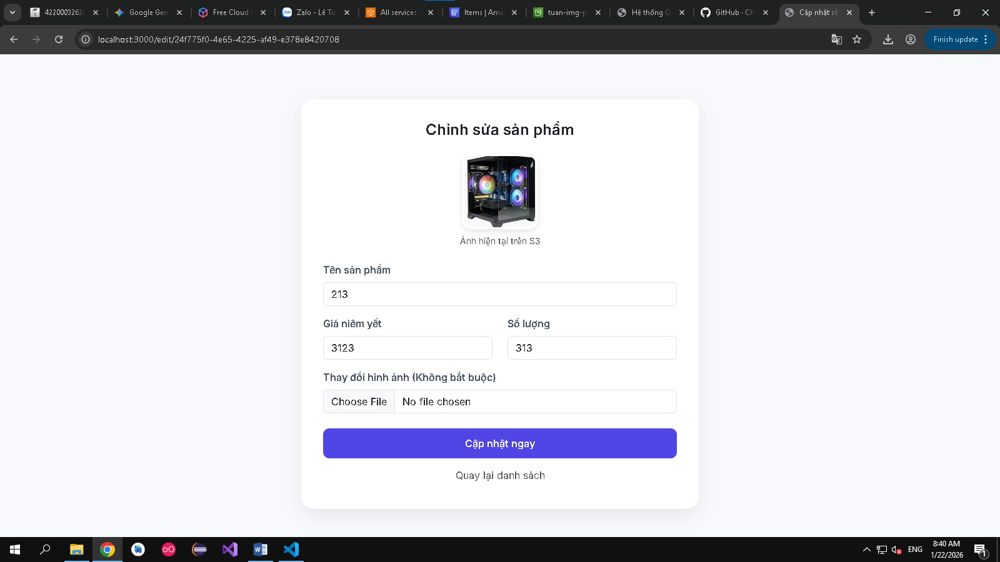 4220003262
Google Gem
Free Cloud
Zalo - Lê Tu
All services
Items | Ama
tuan-img-p
Hệ thống Q
GitHub · Ch
Cập nhật sả
localhost:3000/edit/24f775f0-4e65-4225-af49-e378e8420708
Finish update
Chỉnh sửa sản phẩm
Ảnh hiện tại trên S3
Tên sản phẩm
213
Giá niêm yết
Số lượng
3123
313
Thay đổi hình ảnh (Không bắt buộc)
Choose File No file chosen
Cập nhật ngay
Quay lại danh sách
ENG
8:40 AM
1/22/2026
1